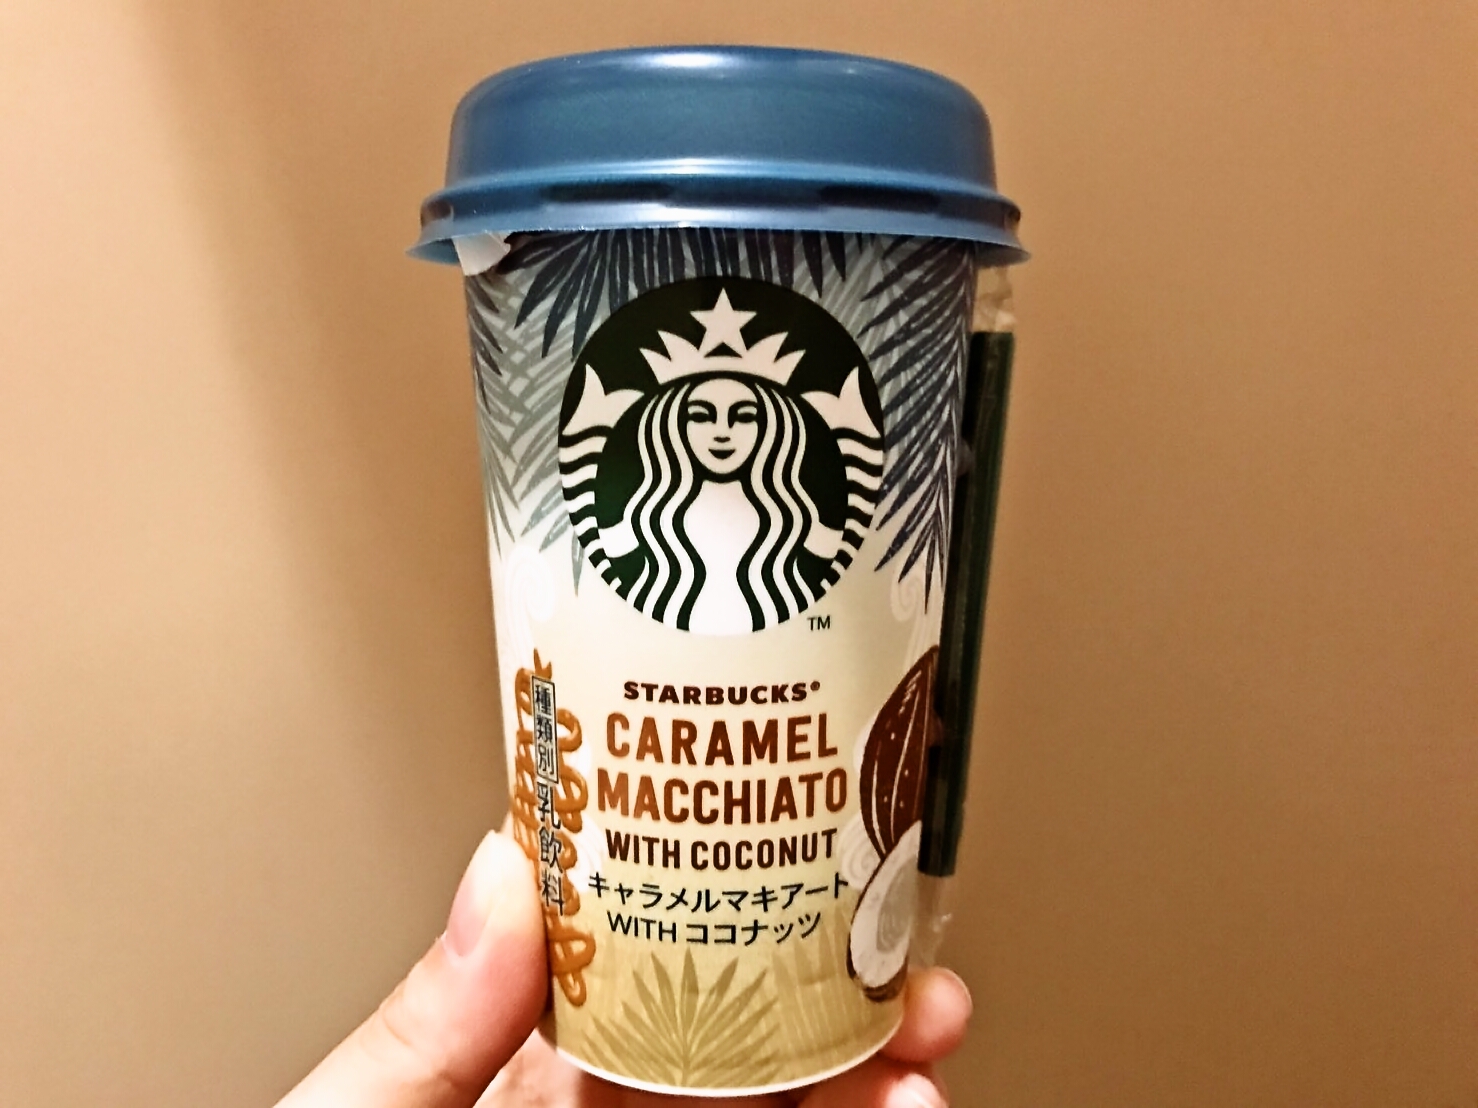 TM
STARBUCKS®
CARAMEL
MACCHIATO
WITH COCONUT
キャラメルマキアート
WITH ココナッツ
種類別 乳飲料